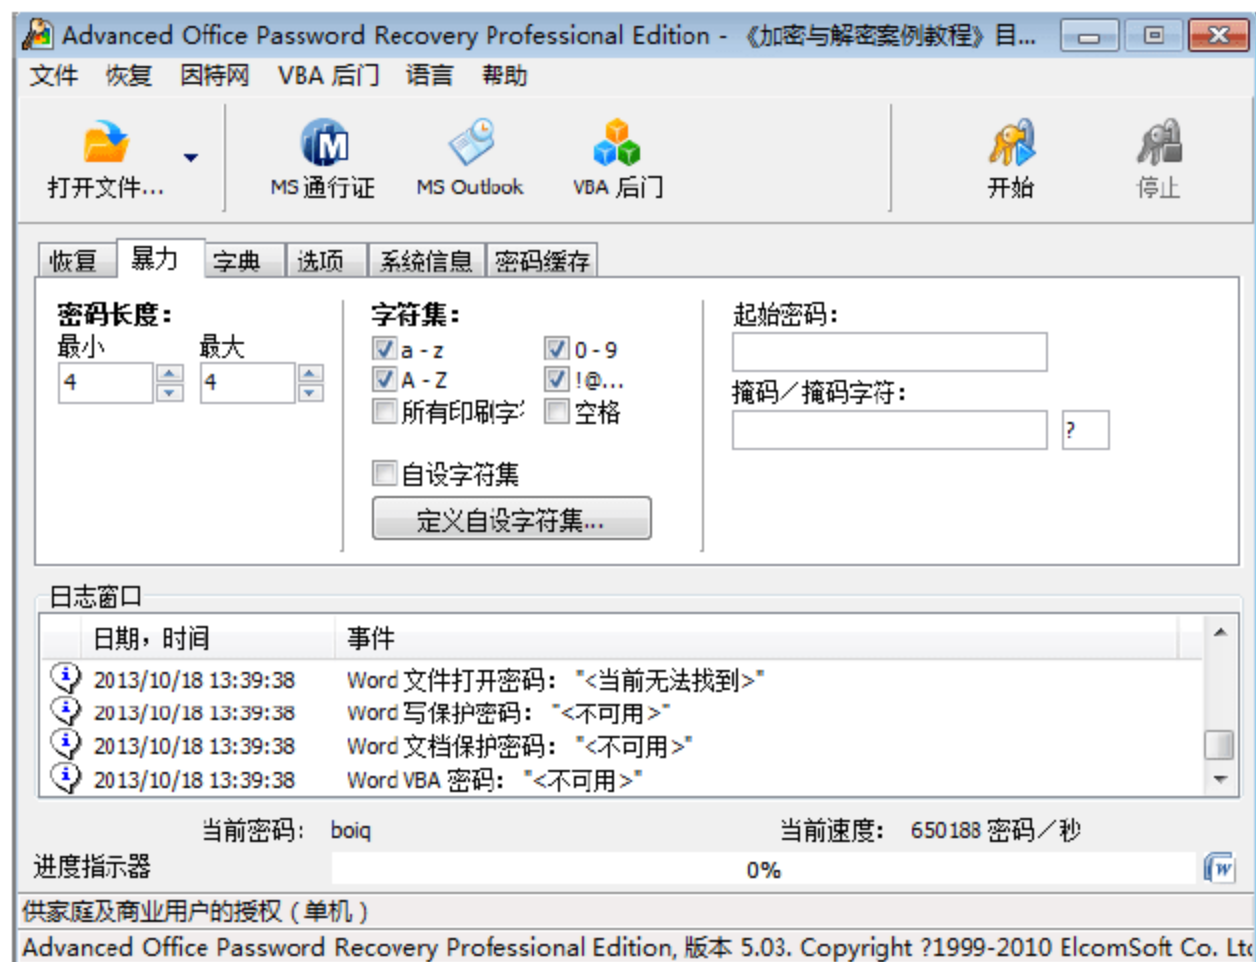 Advanced Office Password Recovery Professional Edition - 《加密与解密案例教程》目...
文件 恢复 因特网 VBA 后门 语言 帮助
打开文件... MS 通行证 MS Outlook VBA 后门 开始 停止
恢复 暴力 字典 选项 系统信息 密码缓存
密码长度: 字符集: 起始密码:
最小 最大 a - z 0 - 9
4 4 A - Z !@...
掩码/掩码字符:
所有印刷字 空格
?
自设字符集
定义自设字符集...
日志窗口
日期,时间 事件
2013/10/18 13:39:38 Word 文件打开密码: "<当前无法找到>"
2013/10/18 13:39:38 Word 写保护密码: "<不可用>"
2013/10/18 13:39:38 Word 文档保护密码: "<不可用>"
2013/10/18 13:39:38 Word VBA 密码: "<不可用>"
当前密码: boiq 当前速度: 650188 密码/秒
进度指示器 0%
供家庭及商业用户的授权(单机)
Advanced Office Password Recovery Professional Edition, 版本 5.03. Copyright ?1999-2010 ElcomSoft Co. Ltd